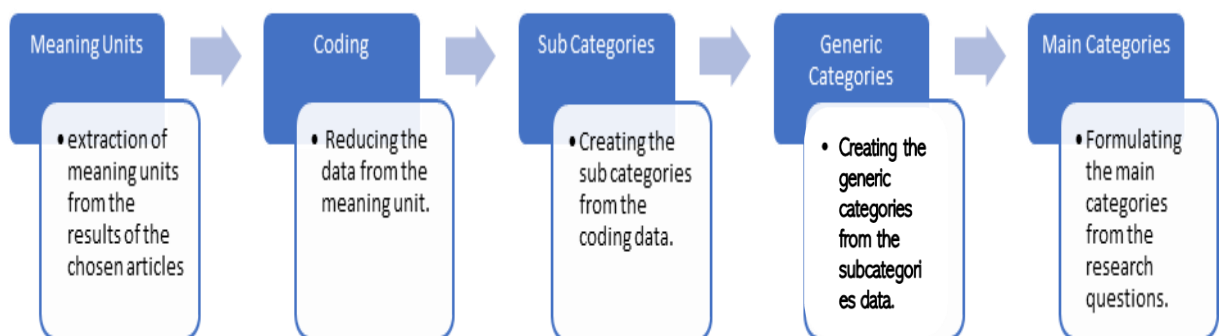 Meaning Units
• extraction of
meaning units
from the
results of the
chosen articles
Coding
• Reducing the
data from the
meaning unit.
Sub Categories
• Creating the
sub categories
from the
coding data.
Generic
Categories
• Creating the
generic
categories
from the
subcategori
es data.
Main Categories
• Formulating
the main
categories
from the
research
questions.